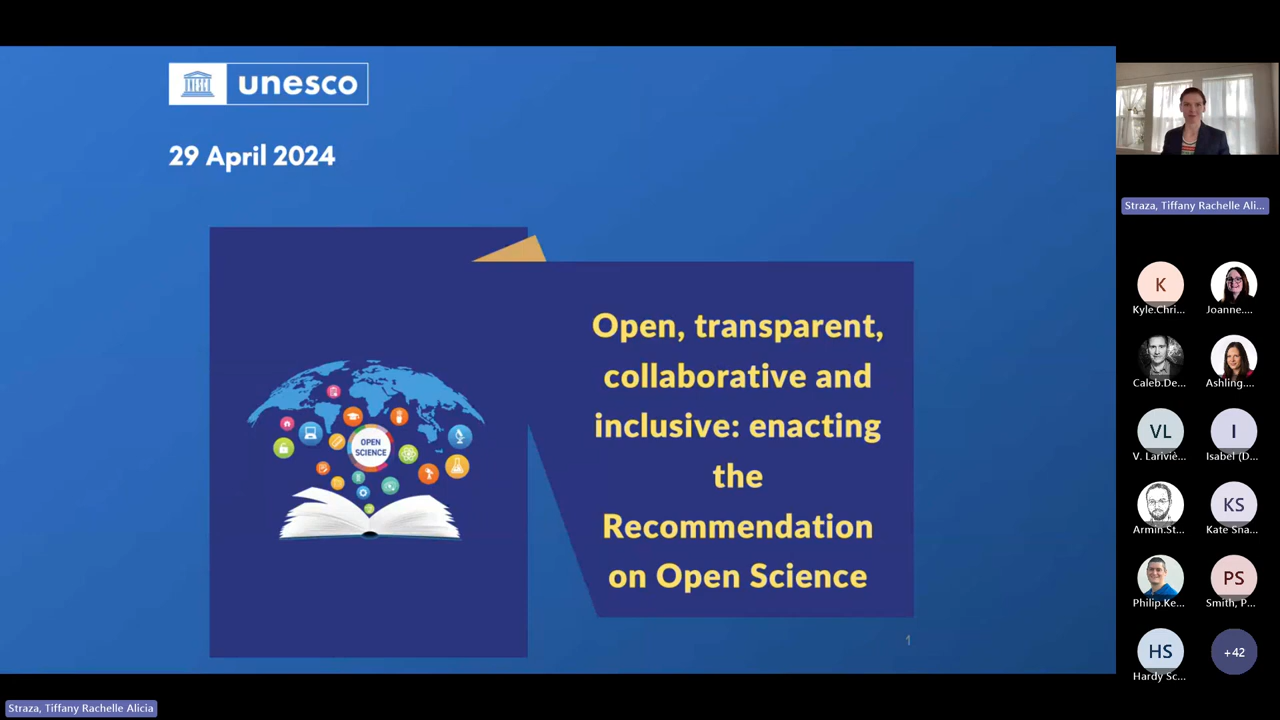 unesco
29 April 2024
OPEN
SCIENCE
Open, transparent,
collaborative and
inclusive: enacting
the
Recommendation
on Open Science
1
Straza, Tiffany Rachelle Ali...
K
Kyle.Chri...
Joanne....
Caleb.De...
Ashling....
VL
V. Lariviè...
I
Isabel (D...
Armin.St...
KS
Kate Sna...
Philip.Ke...
PS
Smith, P...
HS
Hardy Sc...
+42
Straza, Tiffany Rachelle Alicia